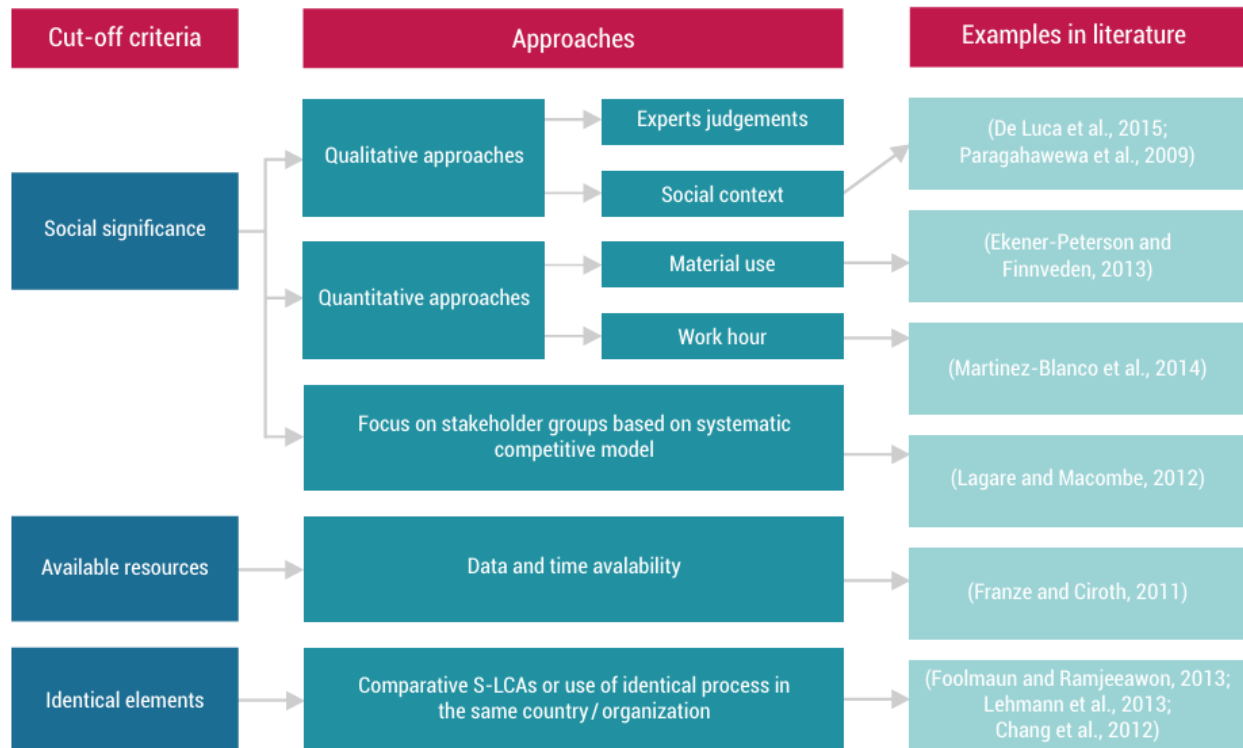 Cut-off criteria
Approaches
Examples in literature
Social significance
Qualitative approaches
Experts judgements
Social context
(De Luca et al., 2015;
Paragahawewa et al., 2009)
Quantitative approaches
Material use
(Ekener-Peterson and
Finnveden, 2013)
Work hour
(Martinez-Blanco et al., 2014)
Focus on stakeholder groups based on systematic
competitive model
(Lagare and Macombe, 2012)
Available resources
Data and time avalability
(Franze and Ciroth, 2011)
Identical elements
Comparative S-LCAs or use of identical process in
the same country / organization
(Foolmaun and Ramjeeawon, 2013;
Lehmann et al., 2013;
Chang et al., 2012)